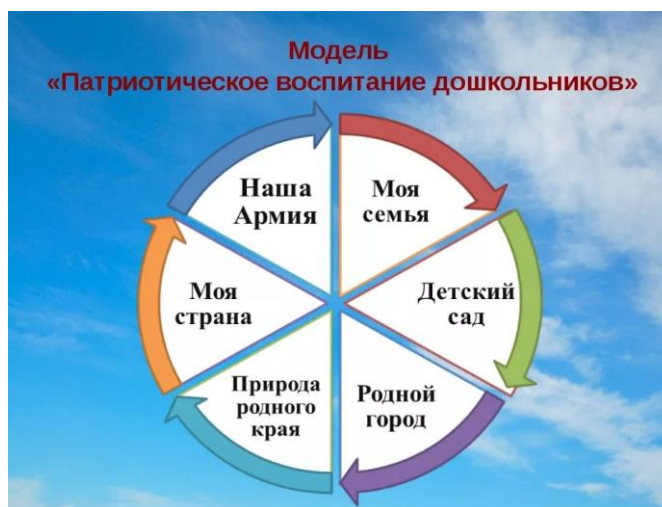 Модель
«Патриотическое воспитание дошкольников»
Наша
Армия
Моя
семья
Моя
страна
Детский
сад
Природа
родного
края
Родной
город